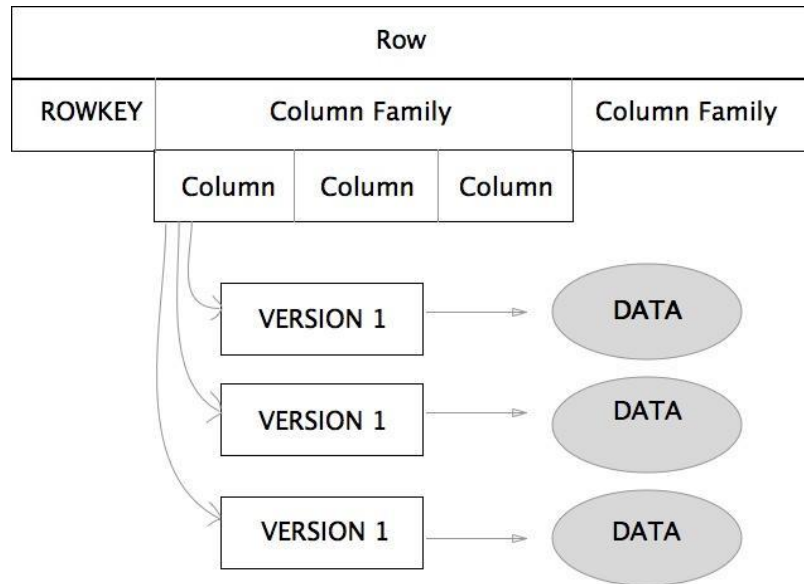 Row
ROWKEY Column Family Column Family
Column Column Column
VERSION 1 DATA
VERSION 1 DATA
VERSION 1 DATA